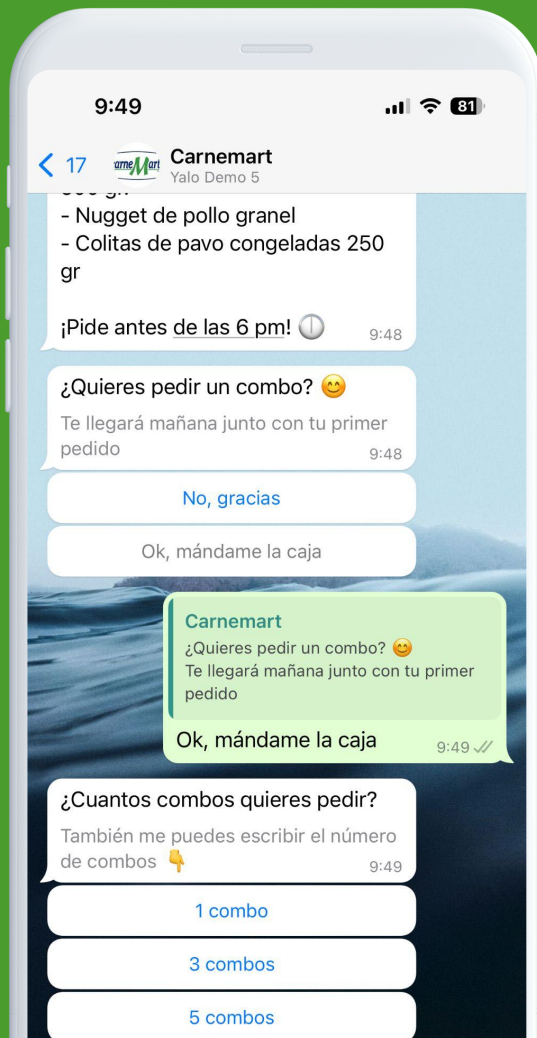 9:49
81
17
Carnemart
Yalo Demo 5
- Nugget de pollo granel
- Colitas de pavo congeladas 250
gr
¡Pide antes de las 6 pm! 🕕
9:48
¿Quieres pedir un combo? 😊
Te llegará mañana junto con tu primer
pedido
9:48
No, gracias
Ok, mándame la caja
Carnemart
¿Quieres pedir un combo? 😊
Te llegará mañana junto con tu primer
pedido
Ok, mándame la caja
9:49
¿Cuantos combos quieres pedir?
También me puedes escribir el número
de combos 👇
9:49
1 combo
3 combos
5 combos